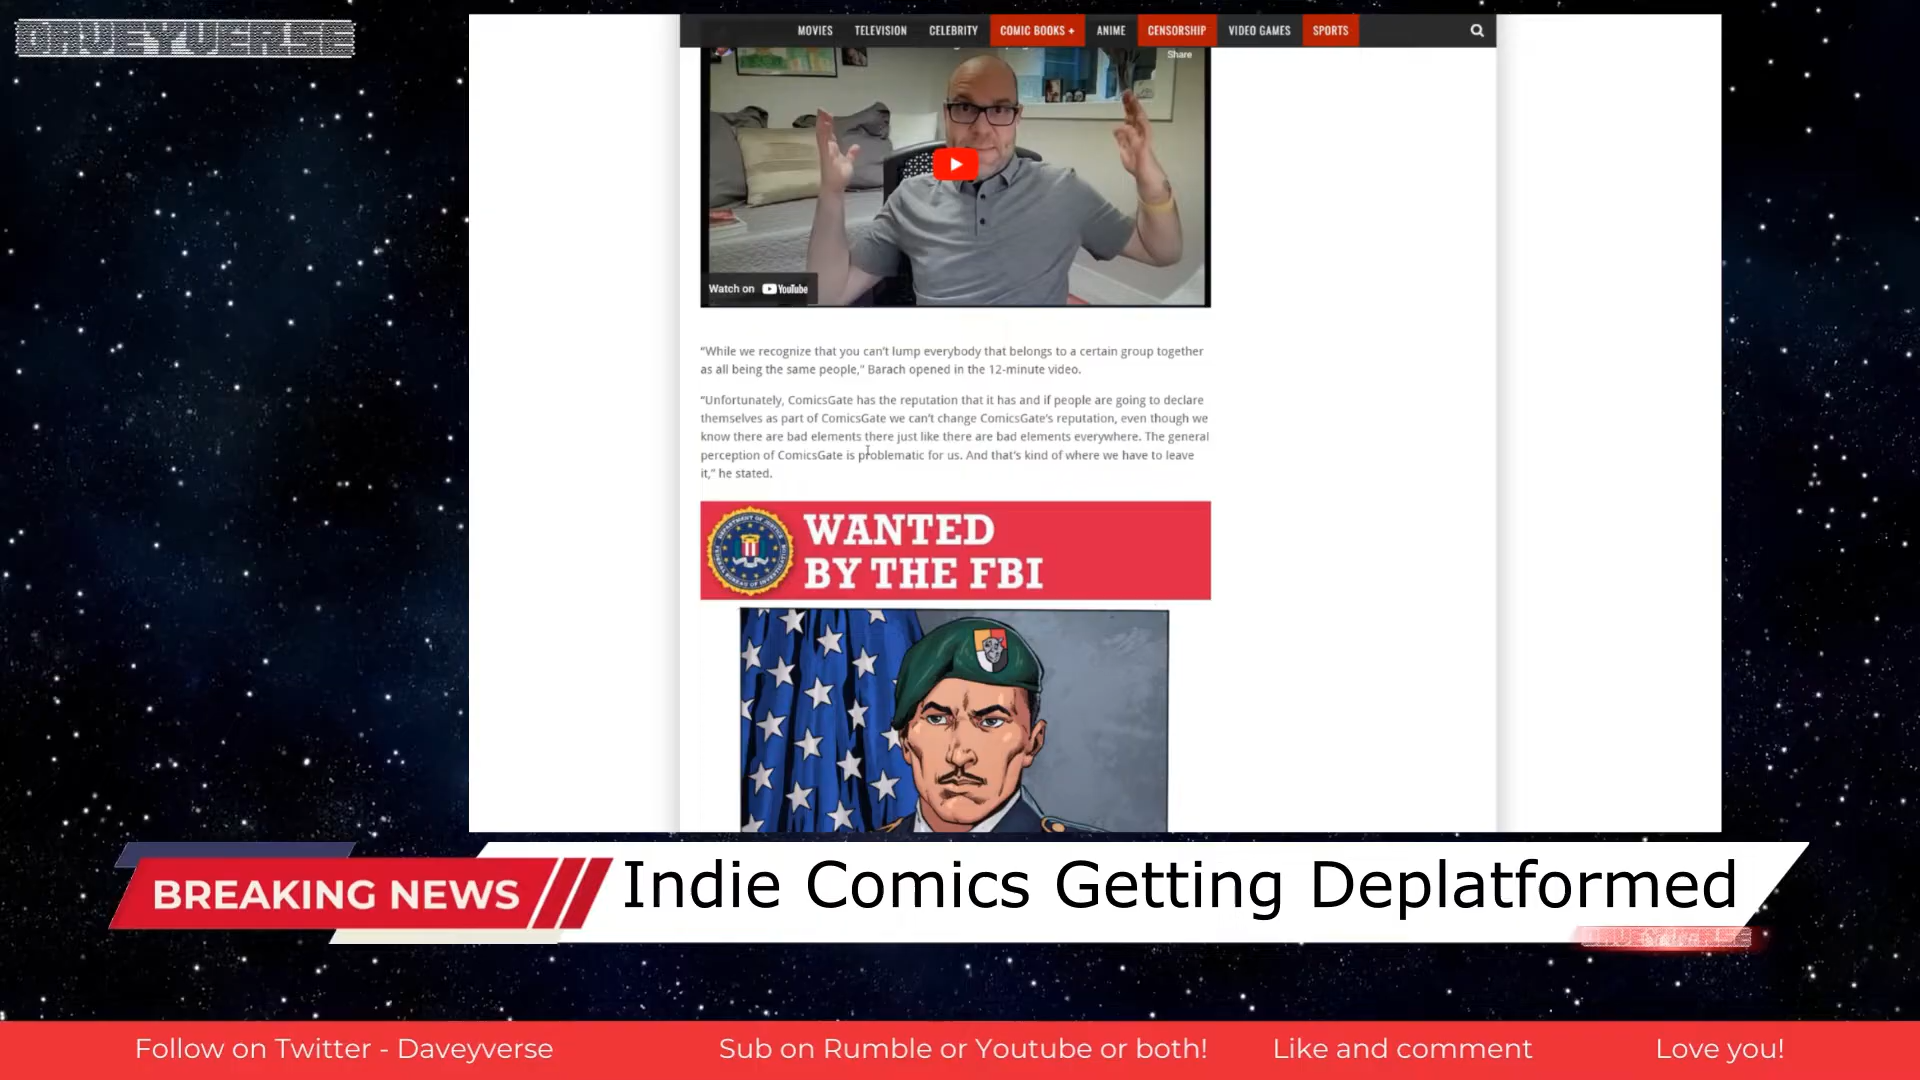 DAVEYVERSE
MOVIES TELEVISION CELEBRITY COMIC BOOKS + ANIME CENSORSHIP VIDEO GAMES SPORTS
Share
Watch on YouTube
“While we recognize that you can’t lump everybody that belongs to a certain group together
as all being the same people,” Barach opened in the 12-minute video.
“Unfortunately, ComicsGate has the reputation that it has and if people are going to declare
themselves as part of ComicsGate we can’t change ComicsGate’s reputation, even though we
know there are bad elements there just like there are bad elements everywhere. The general
perception of ComicsGate is problematic for us. And that’s kind of where we have to leave
it,” he stated.
WANTED
BY THE FBI
BREAKING NEWS
Indie Comics Getting Deplatformed
DAVEYVERSE
Follow on Twitter - Daveyverse Sub on Rumble or Youtube or both! Like and comment Love you!